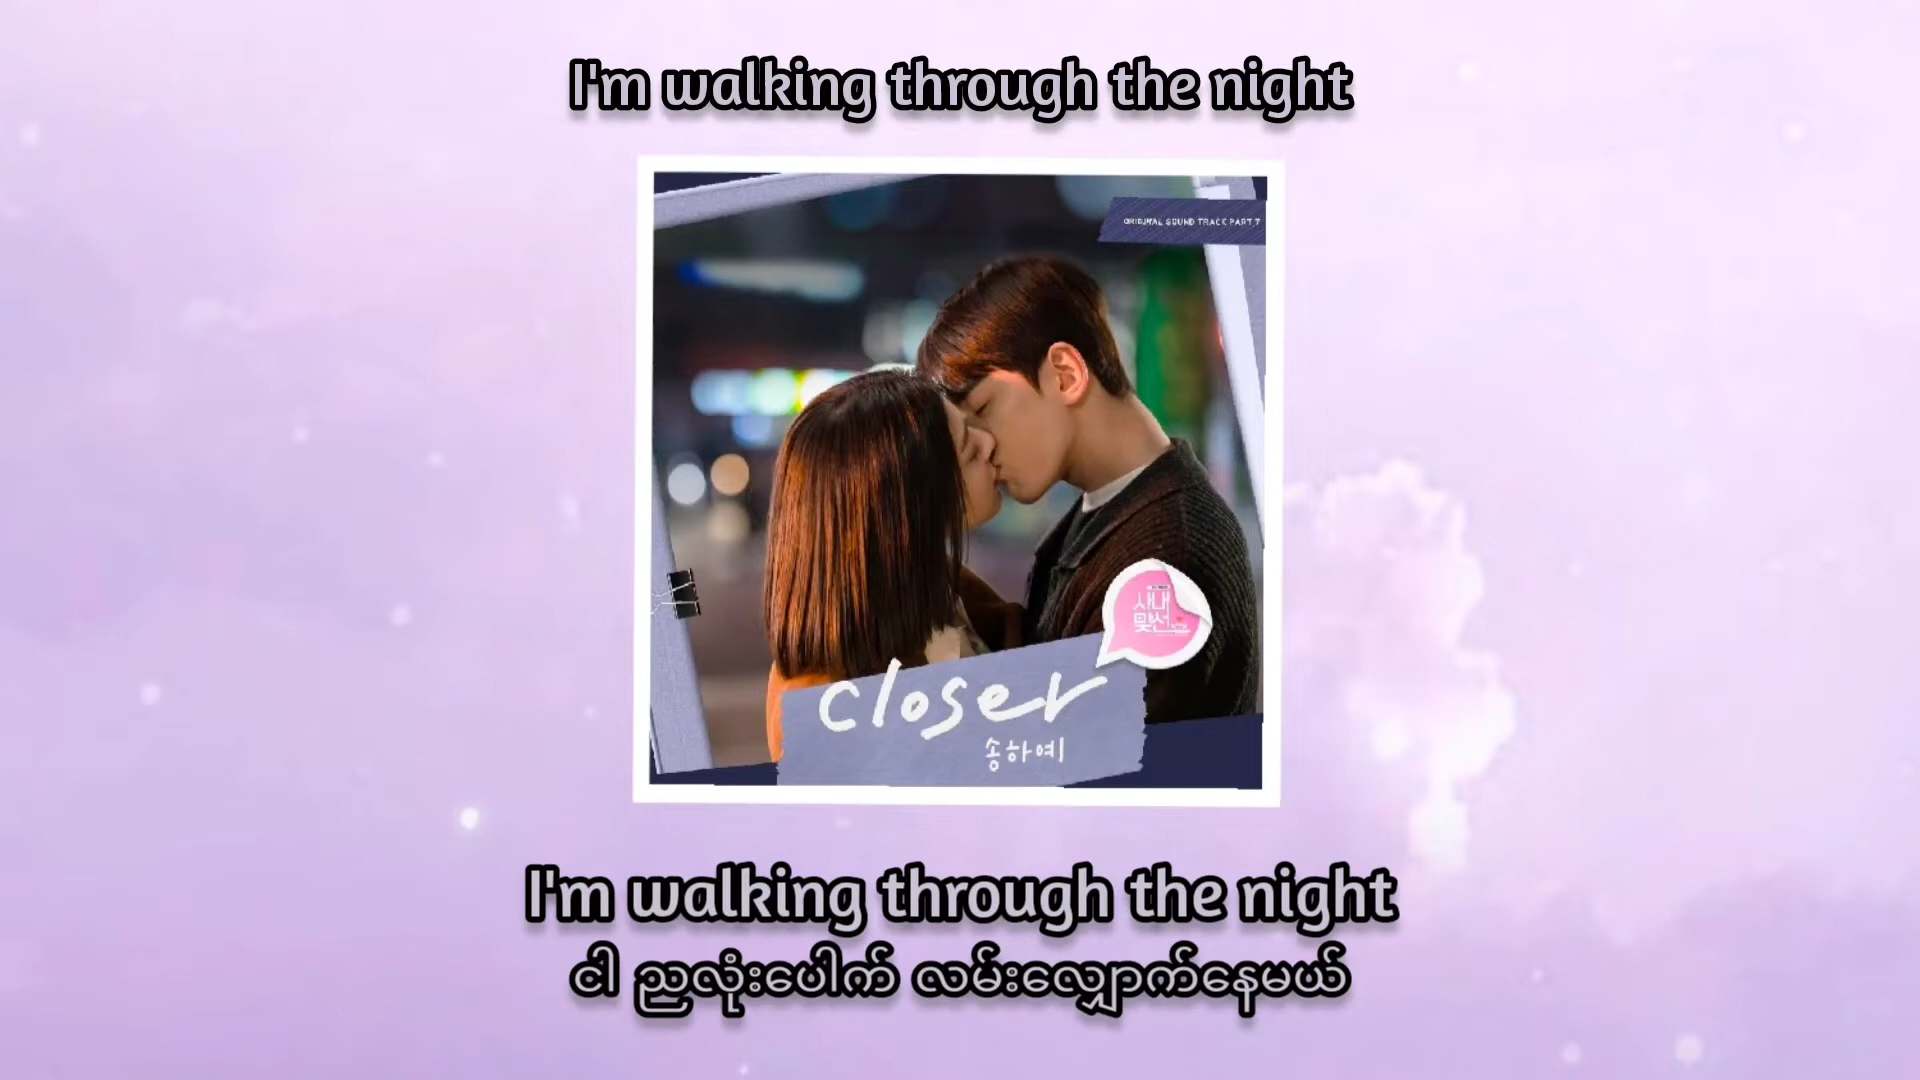 I'm walking through the night
ORIGINAL SOUND TRACK PART 7
사내
맞선
closer
송하예
I'm walking through the night
ငါ ညလုံးပေါက် လမ်းလျှောက်နေမယ်